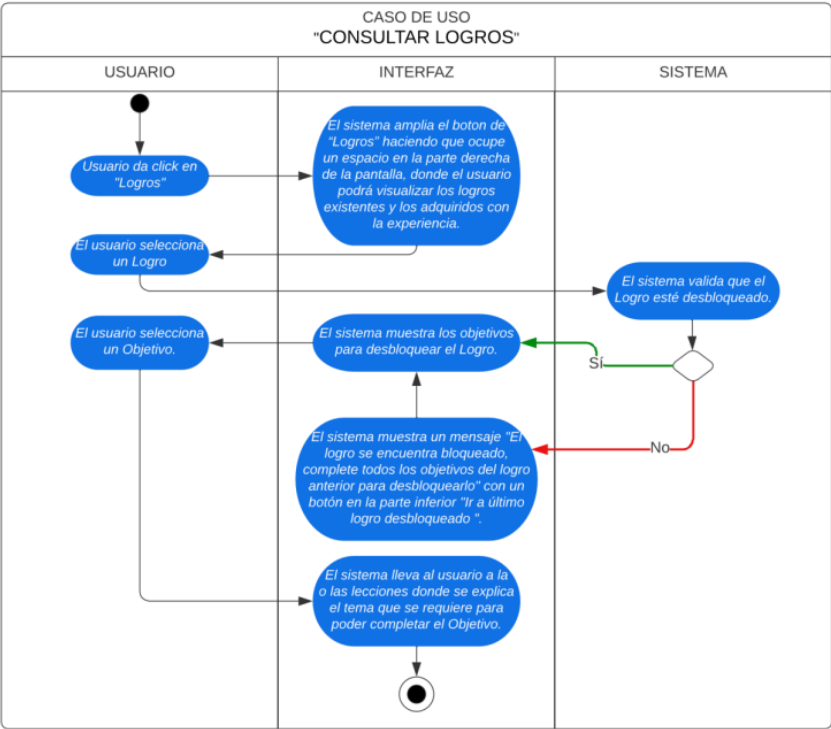 CASO DE USO
"CONSULTAR LOGROS"
USUARIO
INTERFAZ
SISTEMA
Usuario da click en
"Logros"
El sistema amplia el boton de
“Logros” haciendo que ocupe
un espacio en la parte derecha
de la pantalla, donde el usuario
podrá visualizar los logros
existentes y los adquiridos con
la experiencia.
El usuario selecciona
un Logro
El sistema valida que el
Logro esté desbloqueado.
Sí
No
El sistema muestra los objetivos
para desbloquear el Logro.
El usuario selecciona
un Objetivo.
El sistema muestra un mensaje "El
logro se encuentra bloqueado,
complete todos los objetivos del logro
anterior para desbloquearlo" con un
botón en la parte inferior "Ir a último
logro desbloqueado ".
El sistema lleva al usuario a la
o las lecciones donde se explica
el tema que se requiere para
poder completar el Objetivo.